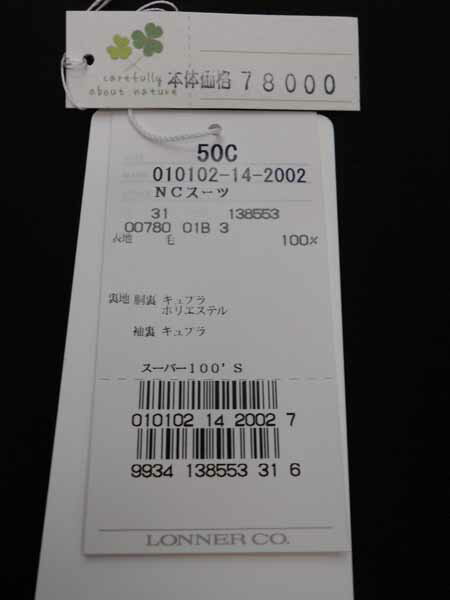 carefully
about nature
本体価格 78000
50C
010102-14-2002
NCスーツ
31 138553
00780 01B 3
表地 毛 100%
裏地 胴裏 キュプラ
ポリエステル
袖裏 キュプラ
スーパー100'S
010102 14 2002 7
9934 138553 31 6
LONNER CO.